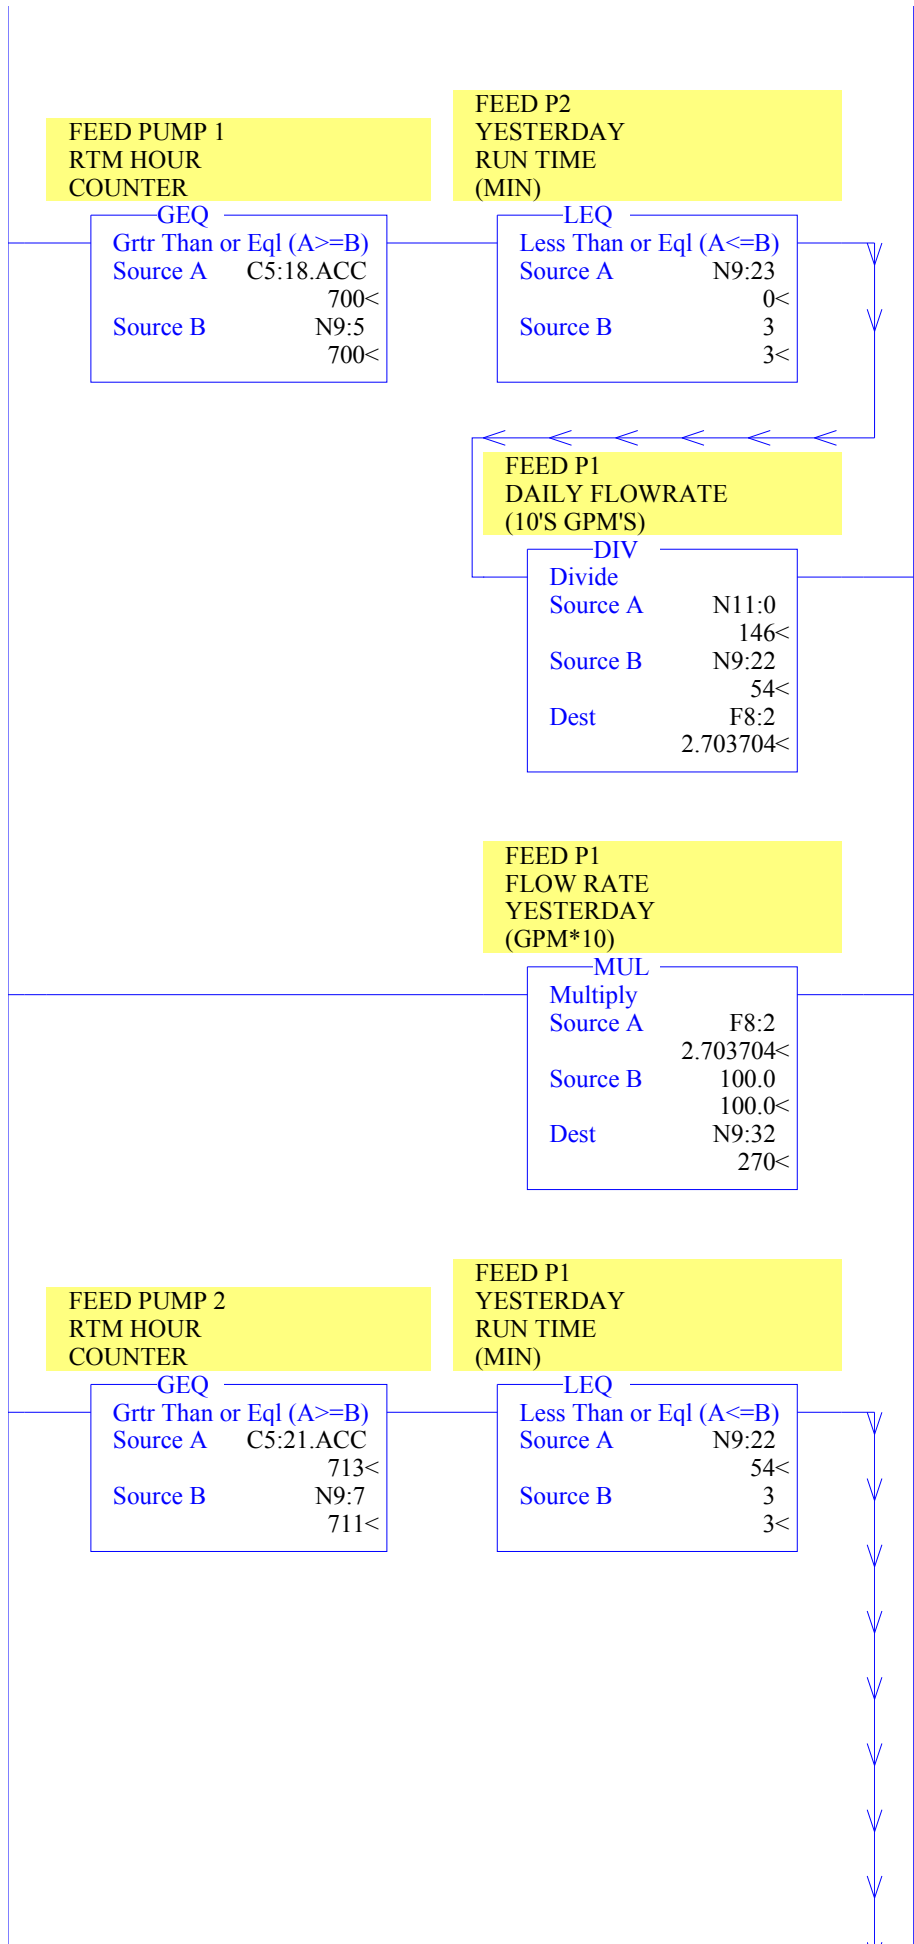 FEED PUMP 1
RTM HOUR
COUNTER
GEQ
Grtr Than or Eql (A>=B)
Source A C5:18.ACC
700<
Source B N9:5
700<
FEED P2
YESTERDAY
RUN TIME
(MIN)
LEQ
Less Than or Eql (A<=B)
Source A N9:23
0<
Source B 3
3<
FEED P1
DAILY FLOWRATE
(10'S GPM'S)
DIV
Divide
Source A N11:0
146<
Source B N9:22
54<
Dest F8:2
2.703704<
FEED P1
FLOW RATE
YESTERDAY
(GPM*10)
MUL
Multiply
Source A F8:2
2.703704<
Source B 100.0
100.0<
Dest N9:32
270<
FEED PUMP 2
RTM HOUR
COUNTER
GEQ
Grtr Than or Eql (A>=B)
Source A C5:21.ACC
713<
Source B N9:7
711<
FEED P1
YESTERDAY
RUN TIME
(MIN)
LEQ
Less Than or Eql (A<=B)
Source A N9:22
54<
Source B 3
3<